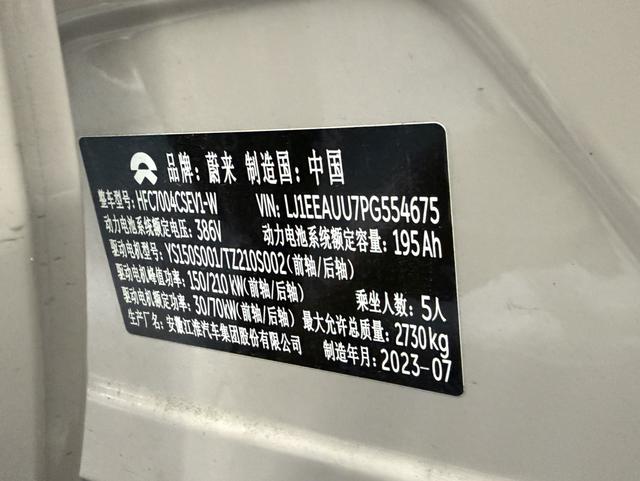 品牌：蔚来 制造国：中国
整车型号：HFC7004CSEV1-W VIN：LJ1EEAUU7PG554675
动力电池系统额定电压：386V 动力电池系统额定容量：195Ah
驱动电机型号：YS150S001/TZ210S002(前轴/后轴)
驱动电机峰值功率：150/210kW(前轴/后轴) 乘坐人数：5人
驱动电机额定功率：30/70kW(前轴/后轴) 最大允许总质量：2730kg
生产厂：安徽江淮汽车集团股份有限公司 制造年月：2023-07